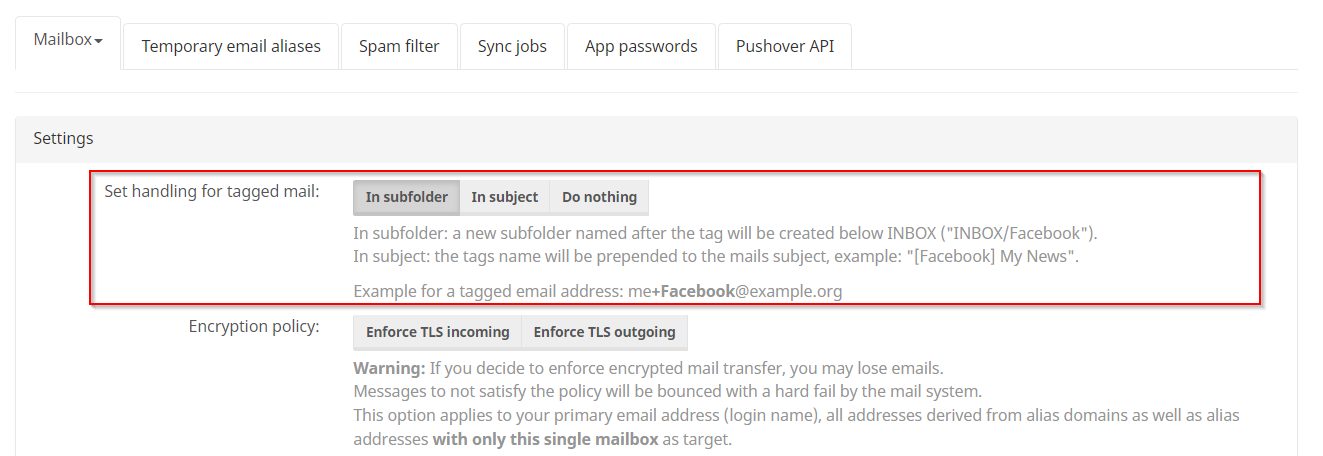 Mailbox
Temporary email aliases
Spam filter
Sync jobs
App passwords
Pushover API
Settings
Set handling for tagged mail:
In subfolder
In subject
Do nothing
In subfolder: a new subfolder named after the tag will be created below INBOX ("INBOX/Facebook").
In subject: the tags name will be prepended to the mails subject, example: "[Facebook] My News".
Example for a tagged email address: me+Facebook@example.org
Encryption policy:
Enforce TLS incoming
Enforce TLS outgoing
Warning: If you decide to enforce encrypted mail transfer, you may lose emails.
Messages to not satisfy the policy will be bounced with a hard fail by the mail system.
This option applies to your primary email address (login name), all addresses derived from alias domains as well as alias
addresses with only this single mailbox as target.